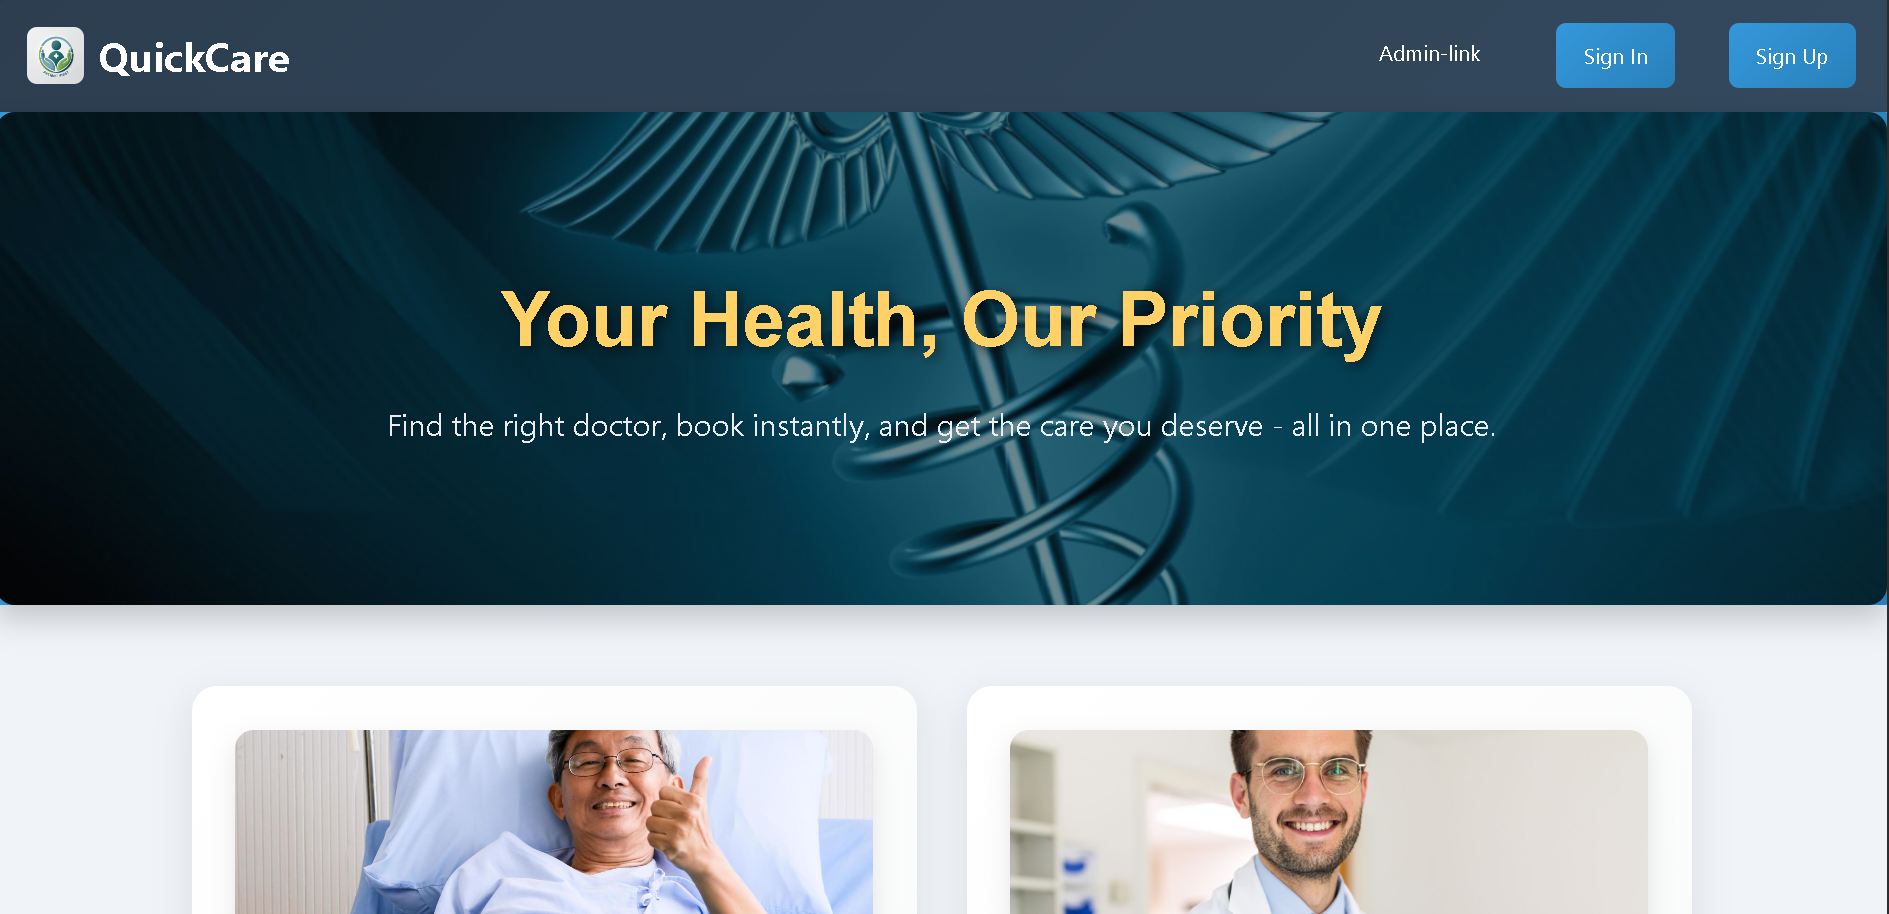 QuickCare
Admin-link
Sign In
Sign Up
Your Health, Our Priority
Find the right doctor, book instantly, and get the care you deserve - all in one place.